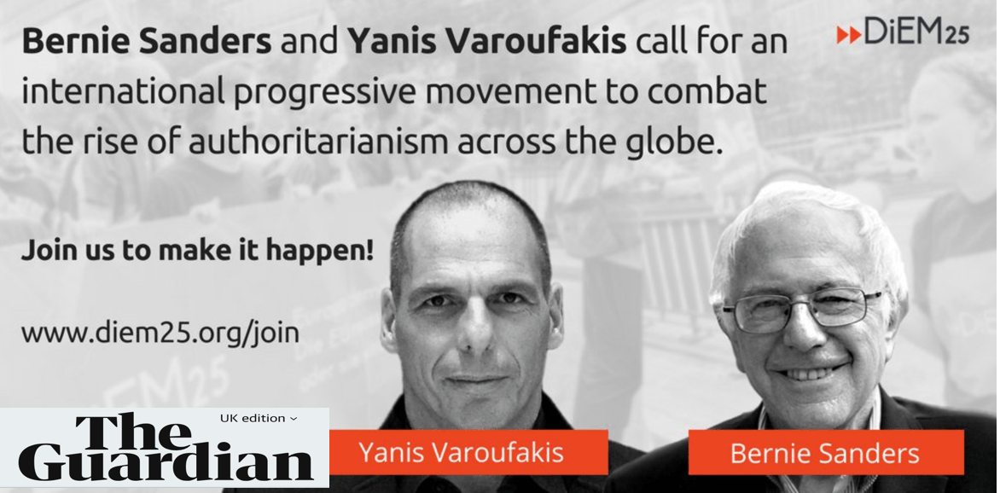 Bernie Sanders and Yanis Varoufakis call for an
international progressive movement to combat
the rise of authoritarianism across the globe.
DiEM25
Join us to make it happen!
www.diem25.org/join
DiEM25
UK edition
The
Guardian
Yanis Varoufakis
Bernie Sanders